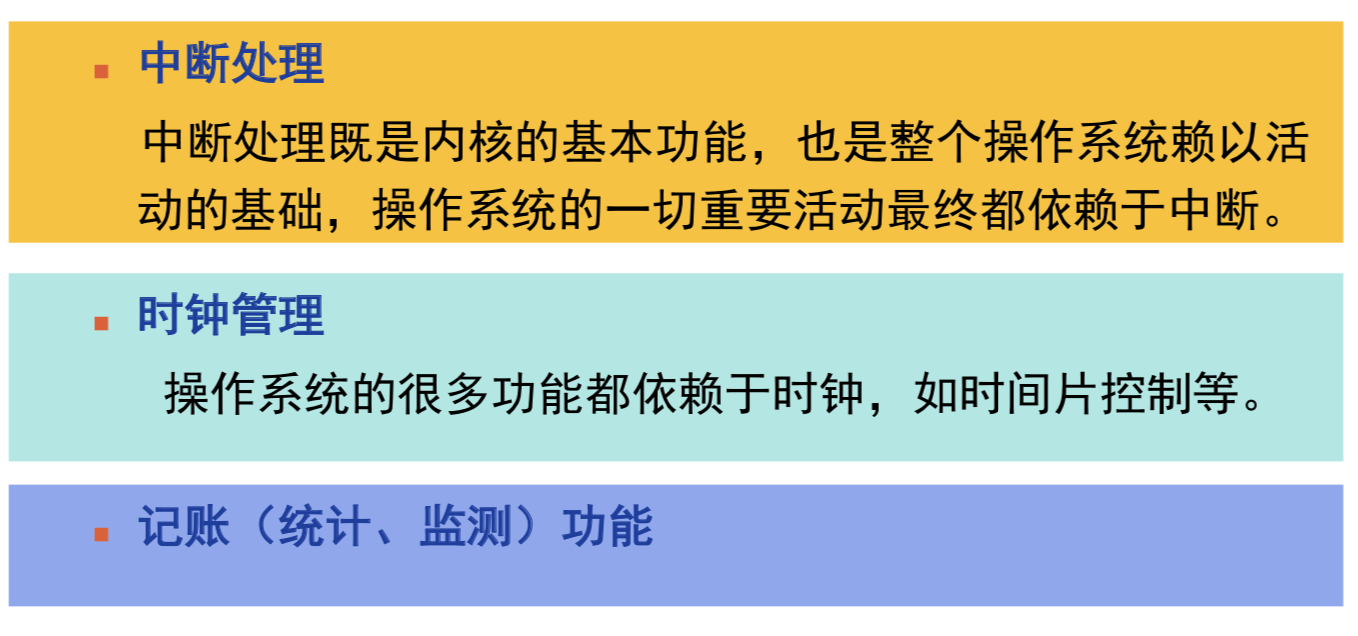 ▪ 中断处理
中断处理既是内核的基本功能，也是整个操作系统赖以活
动的基础，操作系统的一切重要活动最终都依赖于中断。
▪ 时钟管理
操作系统的很多功能都依赖于时钟，如时间片控制等。
▪ 记账（统计、监测）功能